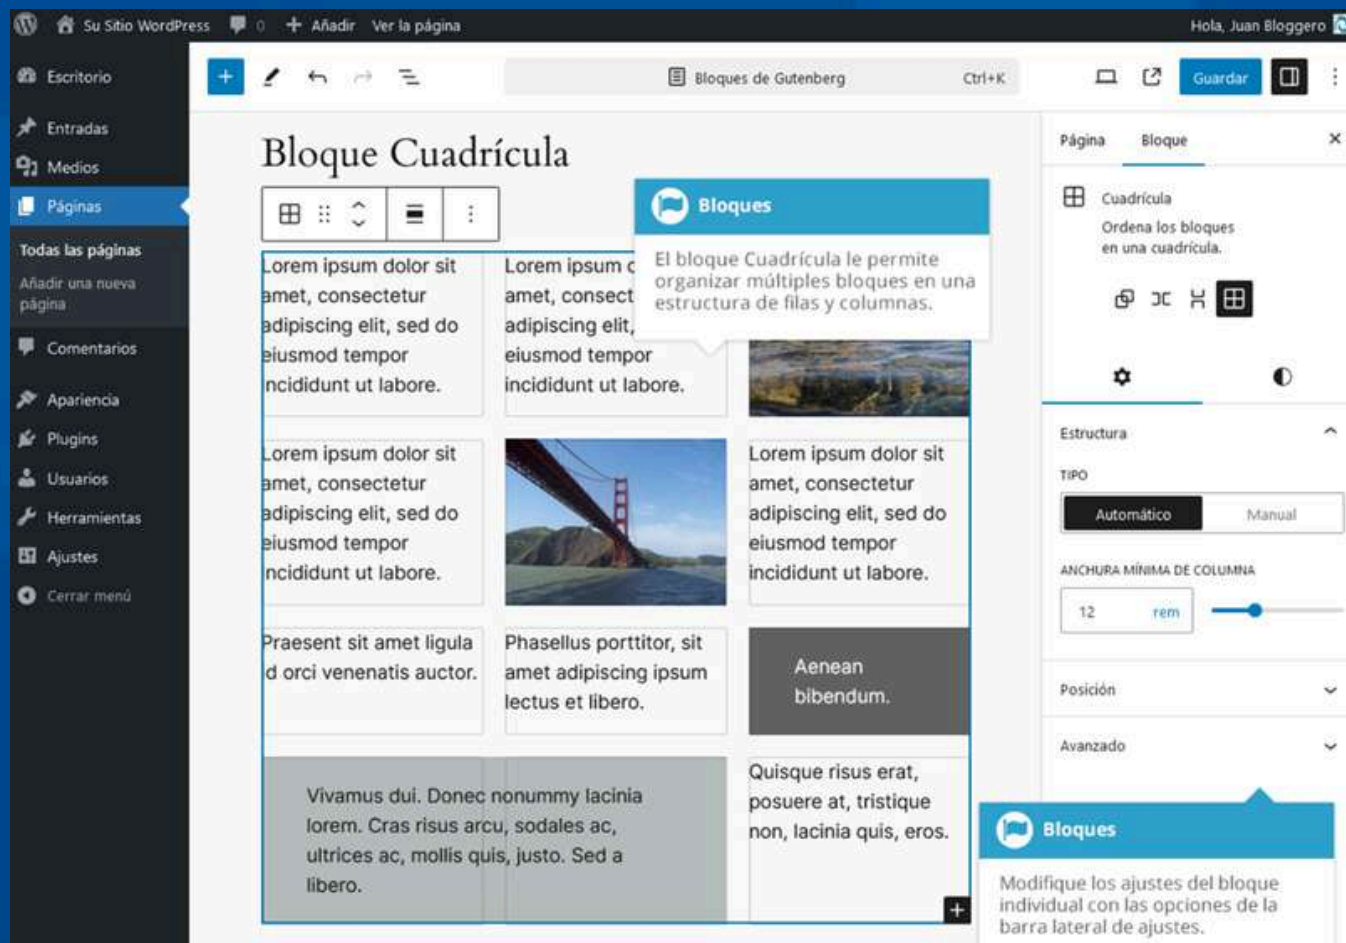 Su Sitio WordPress 0 Añadir Ver la página
Hola, Juan Bloggero
Escritorio
Entradas
Medios
Páginas
Todas las páginas
Añadir una nueva
página
Comentarios
Apariencia
Plugins
Usuarios
Herramientas
Ajustes
Cerrar menú
Bloques de Gutenberg Ctrl+K
Guardar
Bloque Cuadrícula
Bloques
El bloque Cuadrícula le permite
organizar múltiples bloques en una
estructura de filas y columnas.
Lorem ipsum dolor sit
amet, consectetur
adipiscing elit, sed do
eiusmod tempor
incididunt ut labore.
Lorem ipsum
amet, consect
adipiscing elit,
eiusmod tempor
incididunt ut labore.
Lorem ipsum dolor sit
amet, consectetur
adipiscing elit, sed do
eiusmod tempor
incididunt ut labore.
Lorem ipsum dolor sit
amet, consectetur
adipiscing elit, sed do
eiusmod tempor
incididunt ut labore.
Praesent sit amet ligula
id orci venenatis auctor.
Phasellus porttitor, sit
amet adipiscing ipsum
lectus et libero.
Aenean
bibendum.
Vivamus dui. Donec nonummy lacinia
lorem. Cras risus arcu, sodales ac,
ultrices ac, mollis quis, justo. Sed a
libero.
Quisque risus erat,
posuere at, tristique
non, lacinia quis, eros.
Página Bloque
Cuadrícula
Ordena los bloques
en una cuadrícula.
Estructura
TIPO
Automático Manual
ANCHURA MÍNIMA DE COLUMNA
12 rem
Posición
Avanzado
Bloques
Modifique los ajustes del bloque
individual con las opciones de la
barra lateral de ajustes.